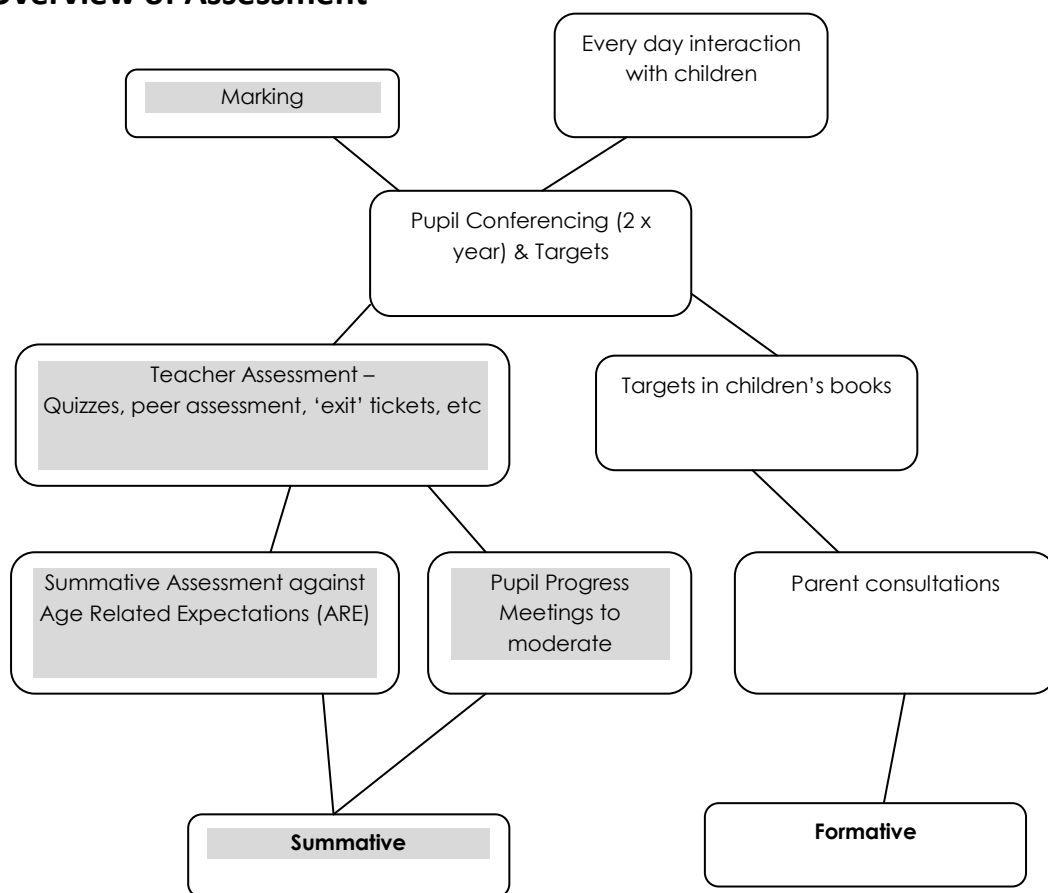 Overview of Assessment
Every day interaction
with children
Marking
Pupil Conferencing (2 x
year) & Targets
Teacher Assessment –
Quizzes, peer assessment, ‘exit’ tickets, etc
Targets in children’s books
Summative Assessment against
Age Related Expectations (ARE)
Pupil Progress
Meetings to
moderate
Parent consultations
Summative
Formative